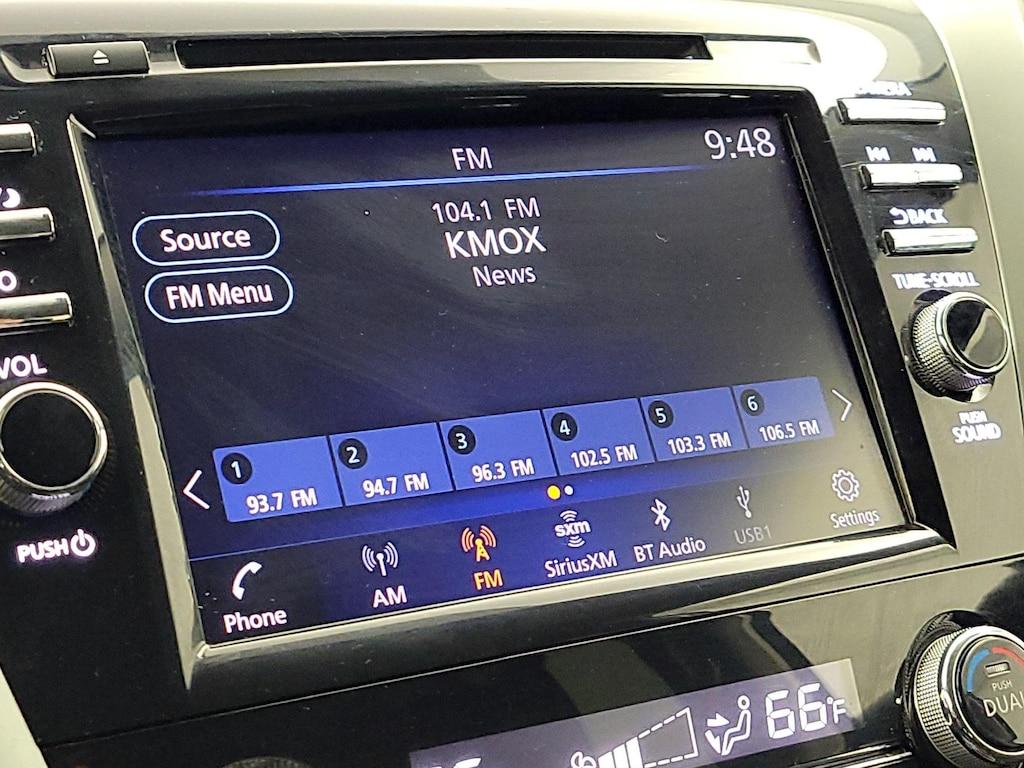 FM
9:48
104.1 FM
KMOX
News
Source
FM Menu
1
93.7 FM
2
94.7 FM
3
96.3 FM
4
102.5 FM
5
103.3 FM
6
106.5 FM
Phone
AM
FM
sxm
SiriusXM
BT Audio
USB1
Settings
VOL
PUSH
BACK
TUNE·SCROLL
PUSH
SOUND
66°F
PUSH
DUAL